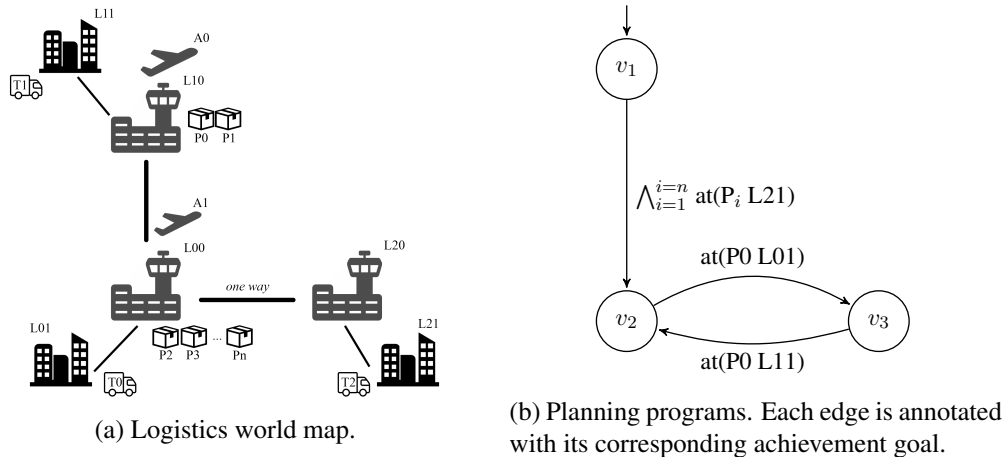 L11
A0
T1
L10
P0 P1
A1
L00
L20
one way
L01
L21
P2 P3 ... Pn
T0
T2
(a) Logistics world map.
v₁
⋀ᵢ₌₁ⁱ⁼ⁿ at(Pᵢ L21)
at(P0 L01)
v₂
v₃
at(P0 L11)
(b) Planning programs. Each edge is annotated
with its corresponding achievement goal.